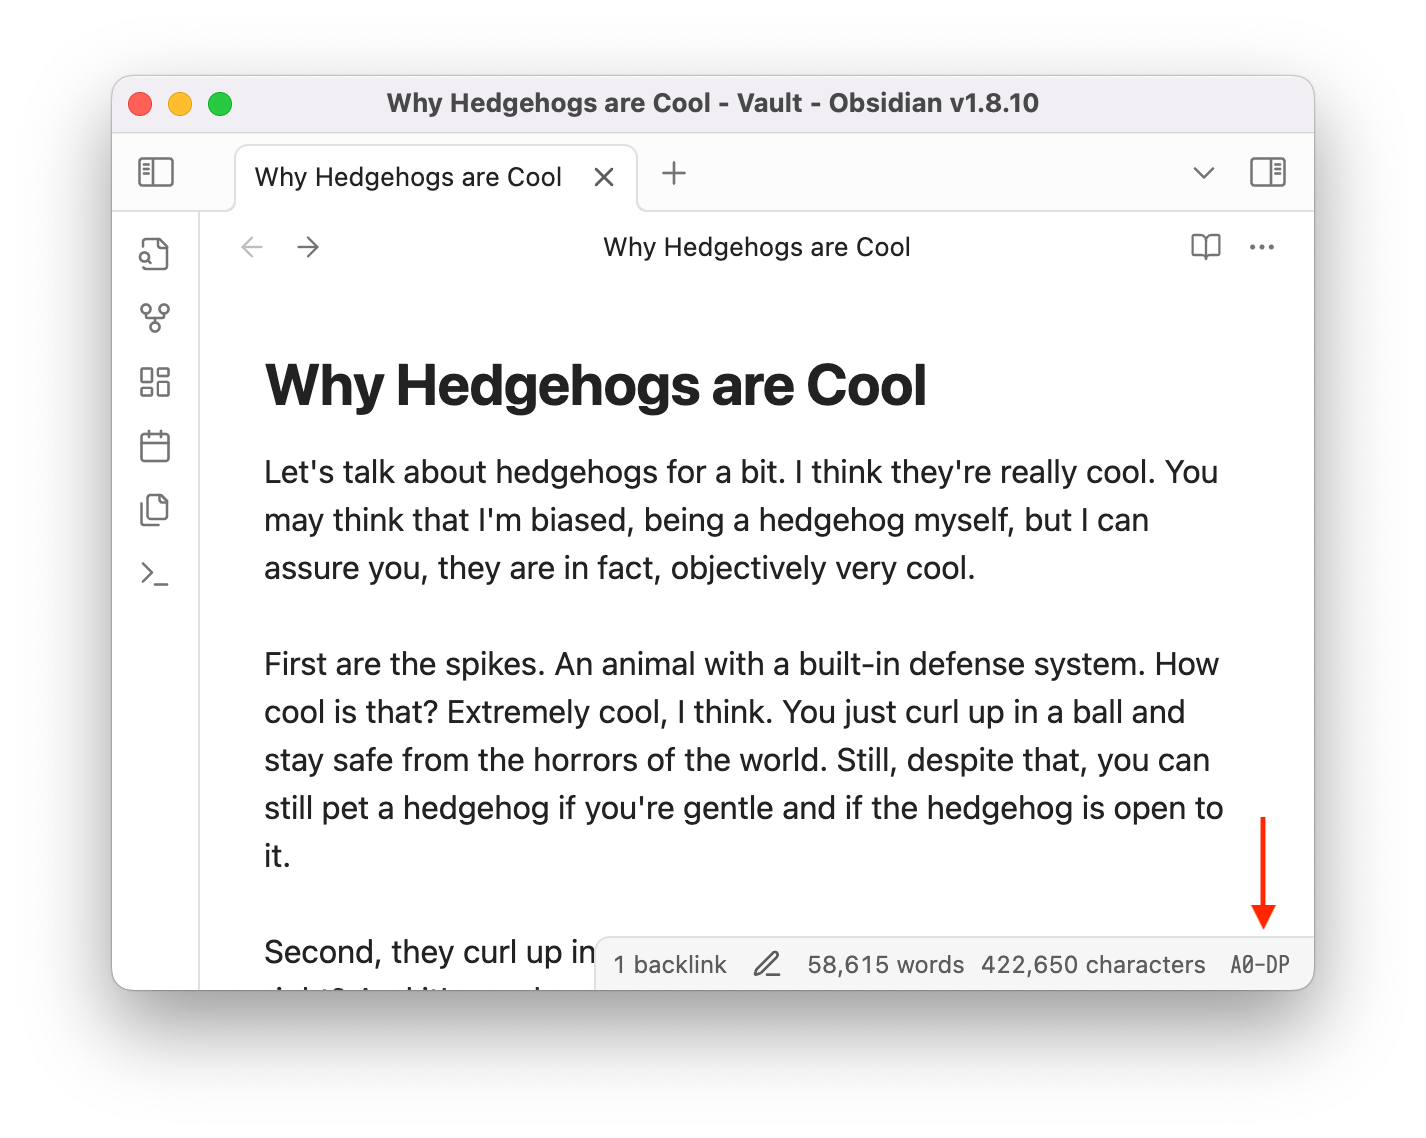 Why Hedgehogs are Cool - Vault - Obsidian v1.8.10
Why Hedgehogs are Cool
Why Hedgehogs are Cool
Why Hedgehogs are Cool
Let's talk about hedgehogs for a bit. I think they're really cool. You
may think that I'm biased, being a hedgehog myself, but I can
assure you, they are in fact, objectively very cool.
First are the spikes. An animal with a built-in defense system. How
cool is that? Extremely cool, I think. You just curl up in a ball and
stay safe from the horrors of the world. Still, despite that, you can
still pet a hedgehog if you're gentle and if the hedgehog is open to
it.
Second, they curl up in
1 backlink 58,615 words 422,650 characters A0-DP